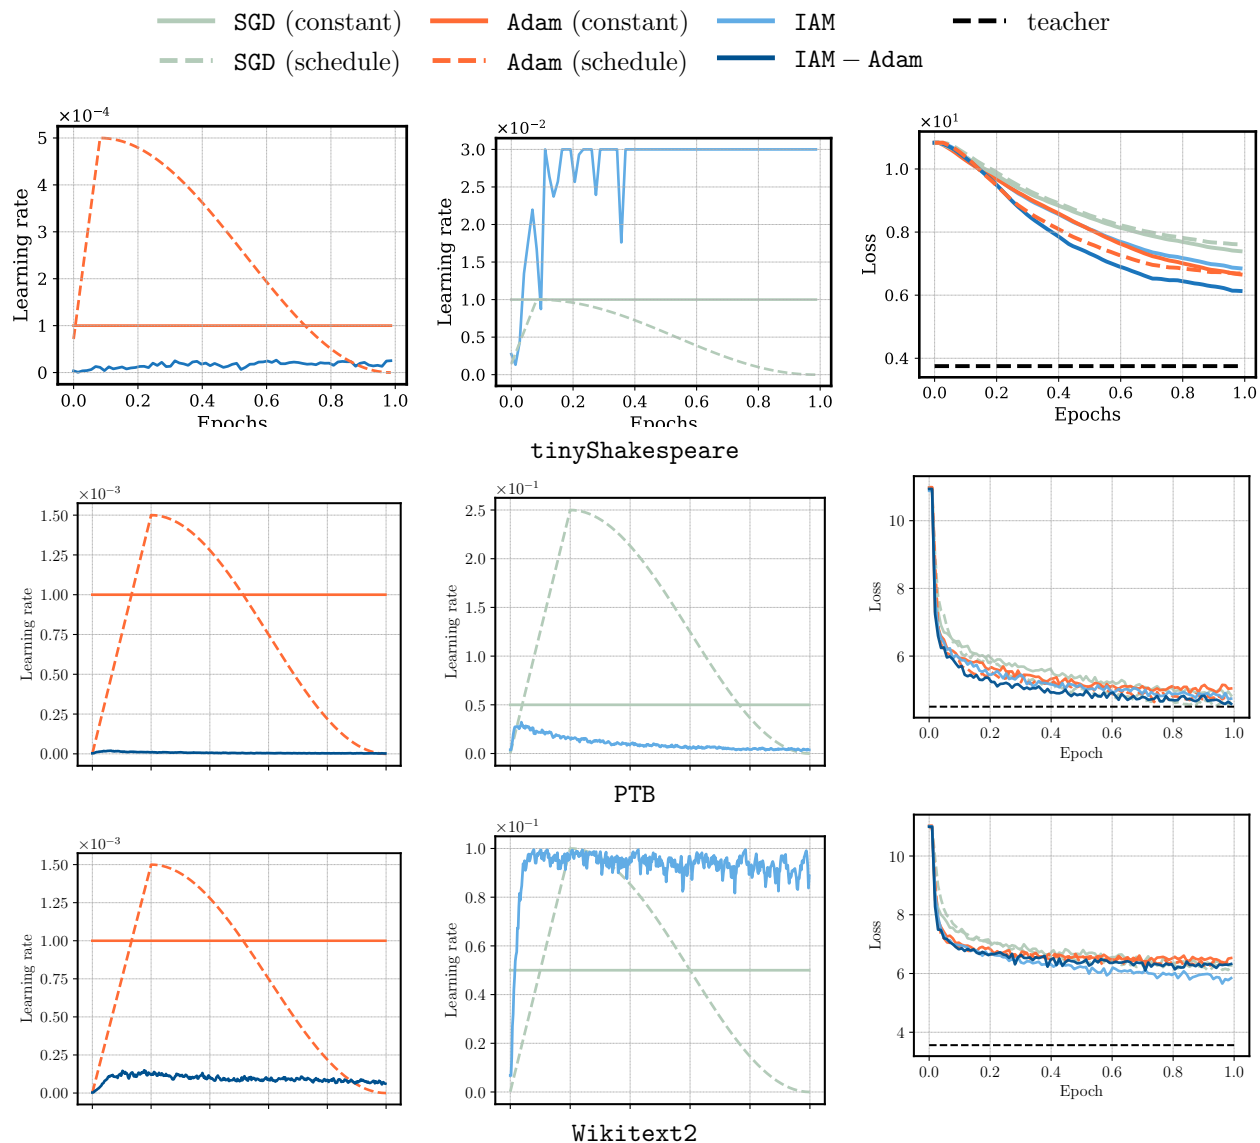 SGD (constant) Adam (constant) IAM teacher
SGD (schedule) Adam (schedule) IAM – Adam
×10⁻⁴
5
4
3
2
1
0
Learning rate
0.0 0.2 0.4 0.6 0.8 1.0
Epochs
×10⁻²
3.0
2.5
2.0
1.5
1.0
0.5
0.0
Learning rate
0.0 0.2 0.4 0.6 0.8 1.0
Epochs
×10¹
1.0
0.8
0.6
0.4
Loss
0.0 0.2 0.4 0.6 0.8 1.0
Epochs
tinyShakespeare
×10⁻³
1.50
1.25
1.00
0.75
0.50
0.25
0.00
Learning rate
×10⁻¹
2.5
2.0
1.5
1.0
0.5
0.0
Learning rate
10
8
6
Loss
0.0 0.2 0.4 0.6 0.8 1.0
Epoch
PTB
×10⁻³
1.50
1.25
1.00
0.75
0.50
0.25
0.00
Learning rate
×10⁻¹
1.0
0.8
0.6
0.4
0.2
0.0
Learning rate
10
8
6
4
Loss
0.0 0.2 0.4 0.6 0.8 1.0
Epoch
Wikitext2